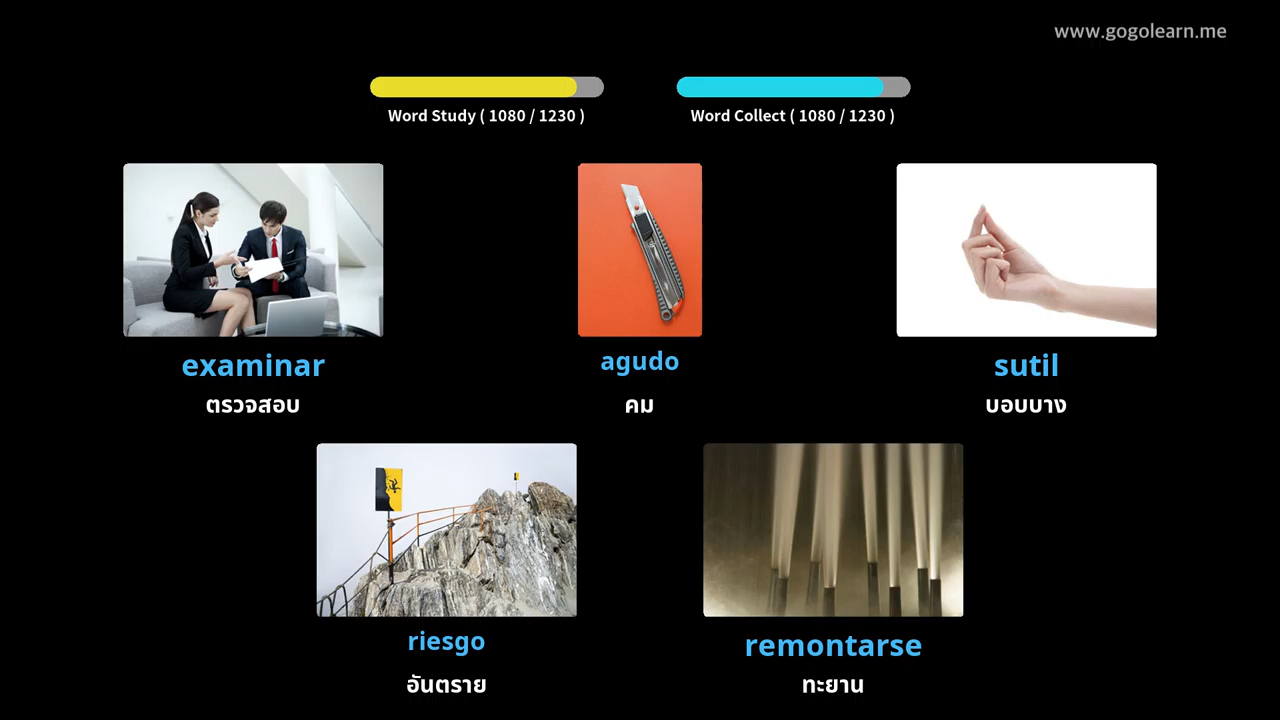 www.gogolearn.me
Word Study ( 1080 / 1230 )
Word Collect ( 1080 / 1230 )
examinar
ตรวจสอบ
agudo
คม
sutil
บอบบาง
riesgo
อันตราย
remontarse
ทะยาน